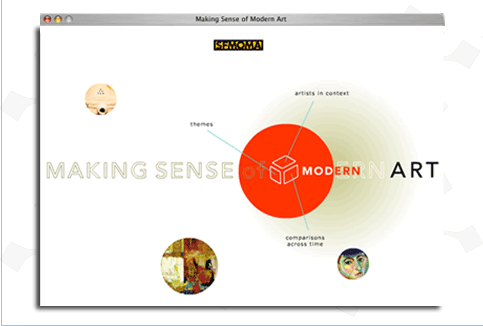 Making Sense of Modern Art
SFMOMA
artists in context
themes
MAKING SENSE of MODERN ART
comparisons
across time